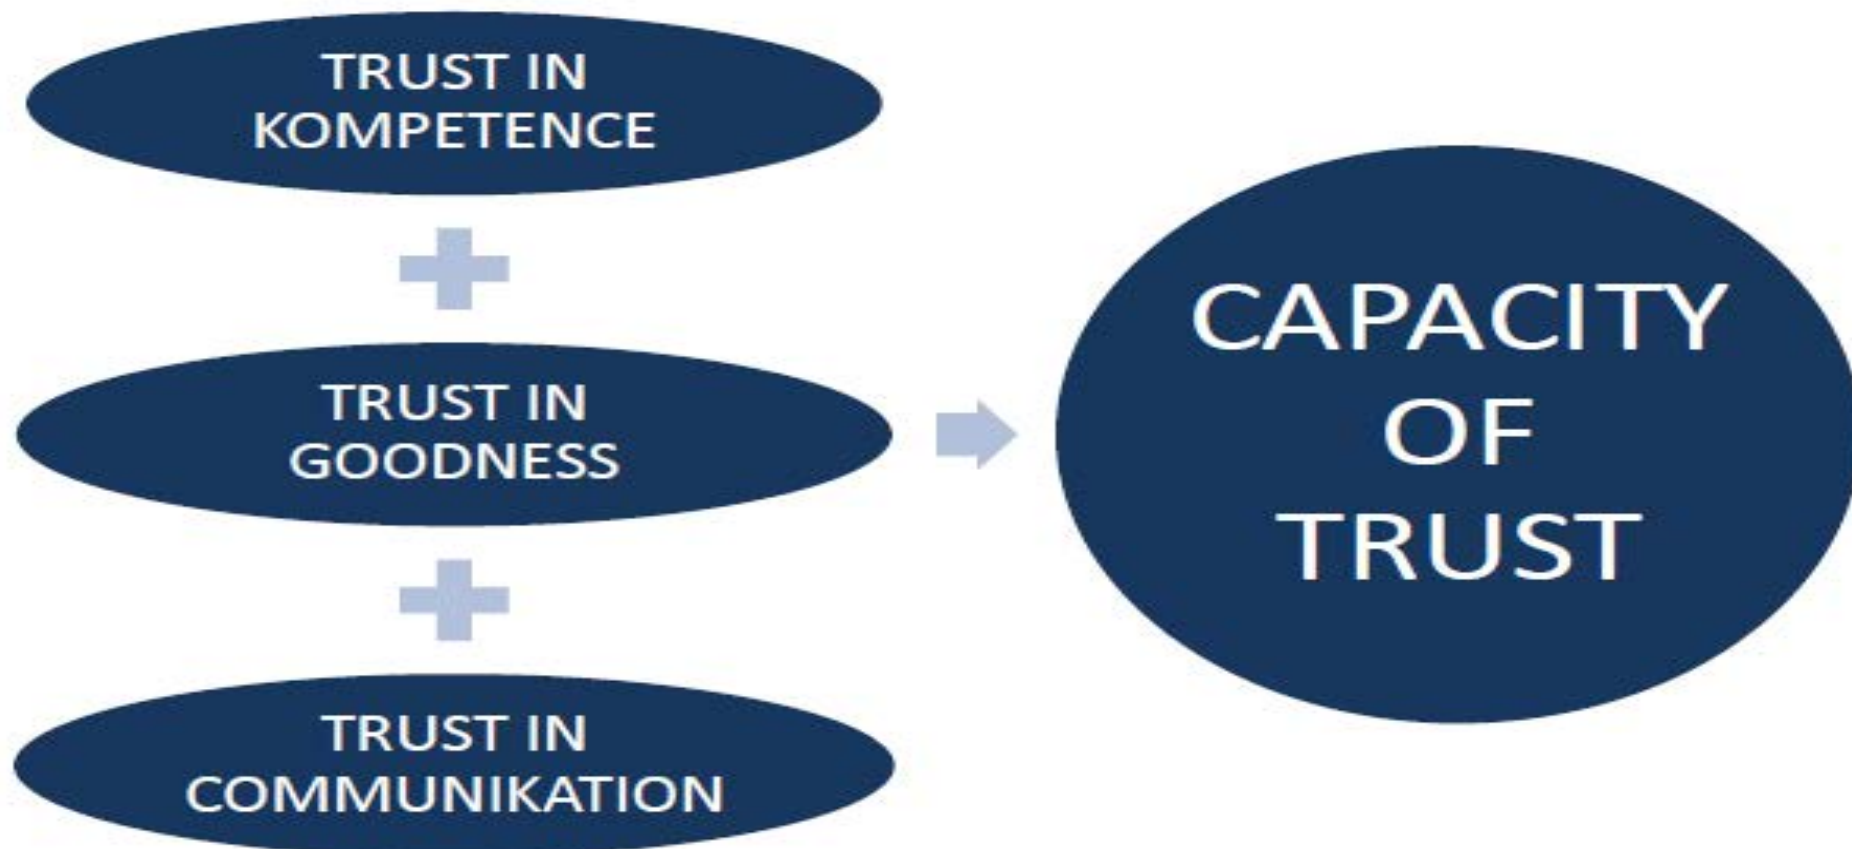 TRUST IN
KOMPETENCE
TRUST IN
GOODNESS
TRUST IN
COMMUNIKATION
CAPACITY
OF
TRUST